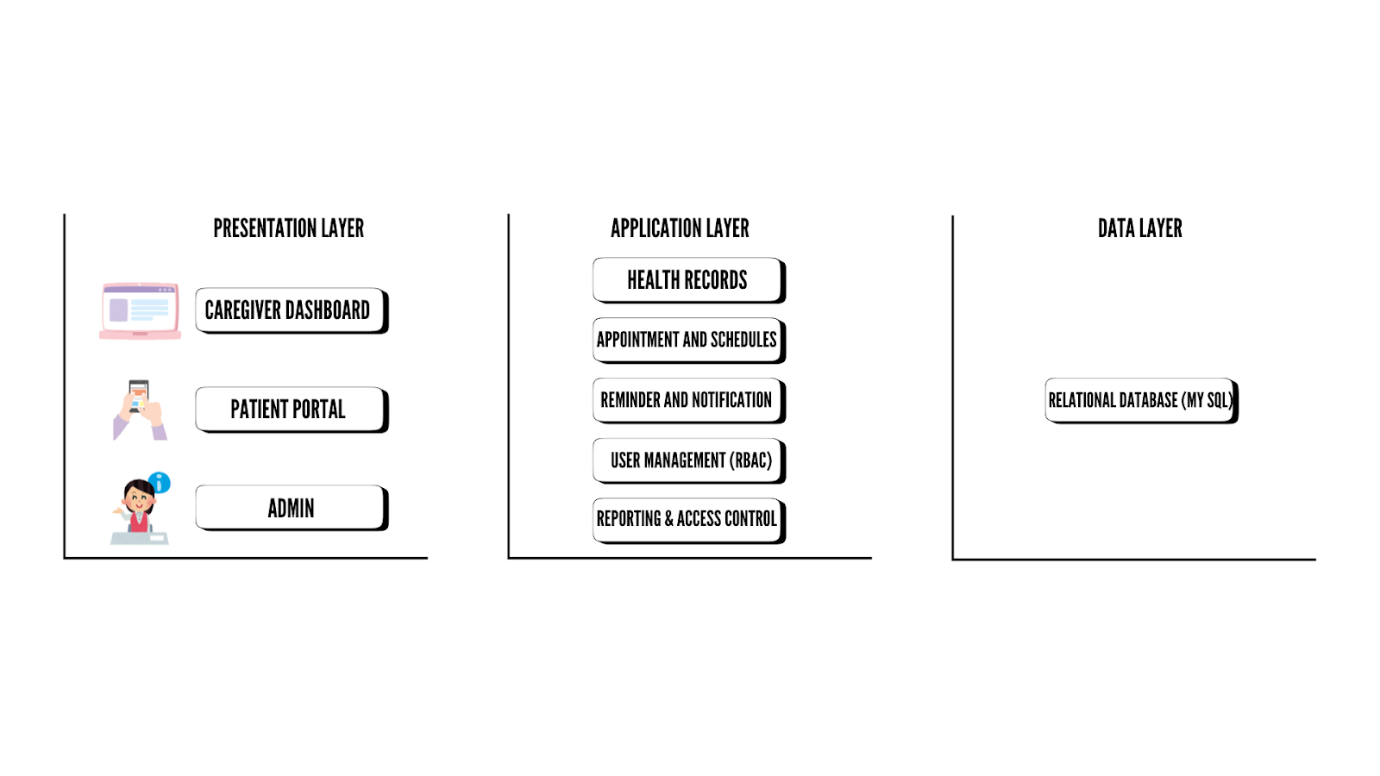 PRESENTATION LAYER
CAREGIVER DASHBOARD
PATIENT PORTAL
i
ADMIN
APPLICATION LAYER
HEALTH RECORDS
APPOINTMENT AND SCHEDULES
REMINDER AND NOTIFICATION
USER MANAGEMENT (RBAC)
REPORTING & ACCESS CONTROL
DATA LAYER
RELATIONAL DATABASE (MY SQL)